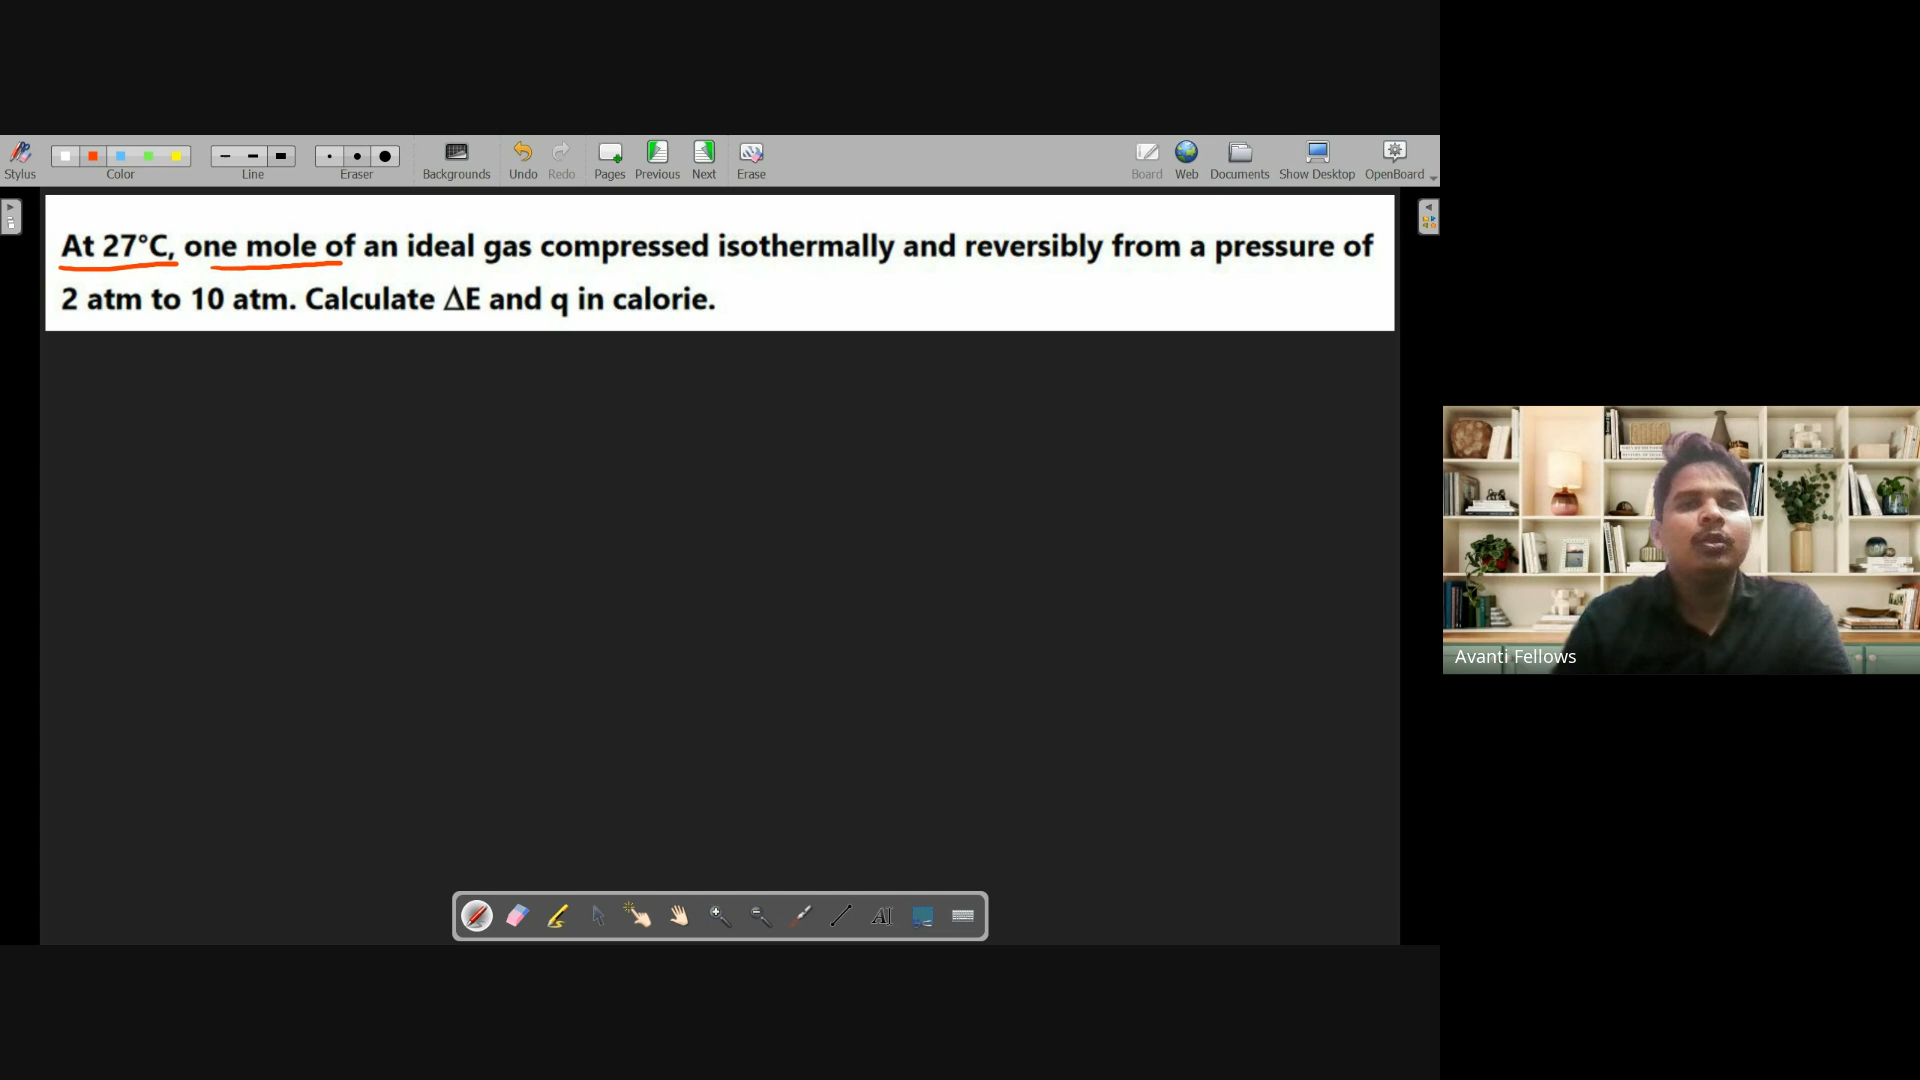 Stylus
Color
Line
Eraser
Backgrounds
Undo
Redo
Pages
Previous
Next
Erase
Board
Web
Documents
Show Desktop
OpenBoard
At 27°C, one mole of an ideal gas compressed isothermally and reversibly from a pressure of
2 atm to 10 atm. Calculate ΔE and q in calorie.
Avanti Fellows
AI